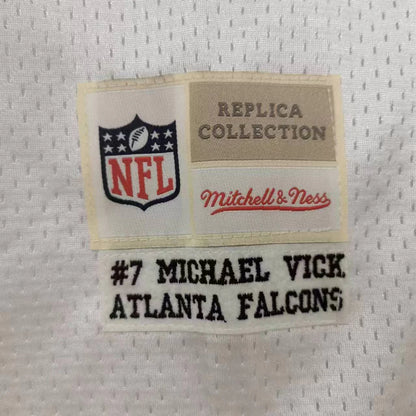 NFL
REPLICA
COLLECTION
Mitchell & Ness
#7 MICHAEL VICK
ATLANTA FALCONS